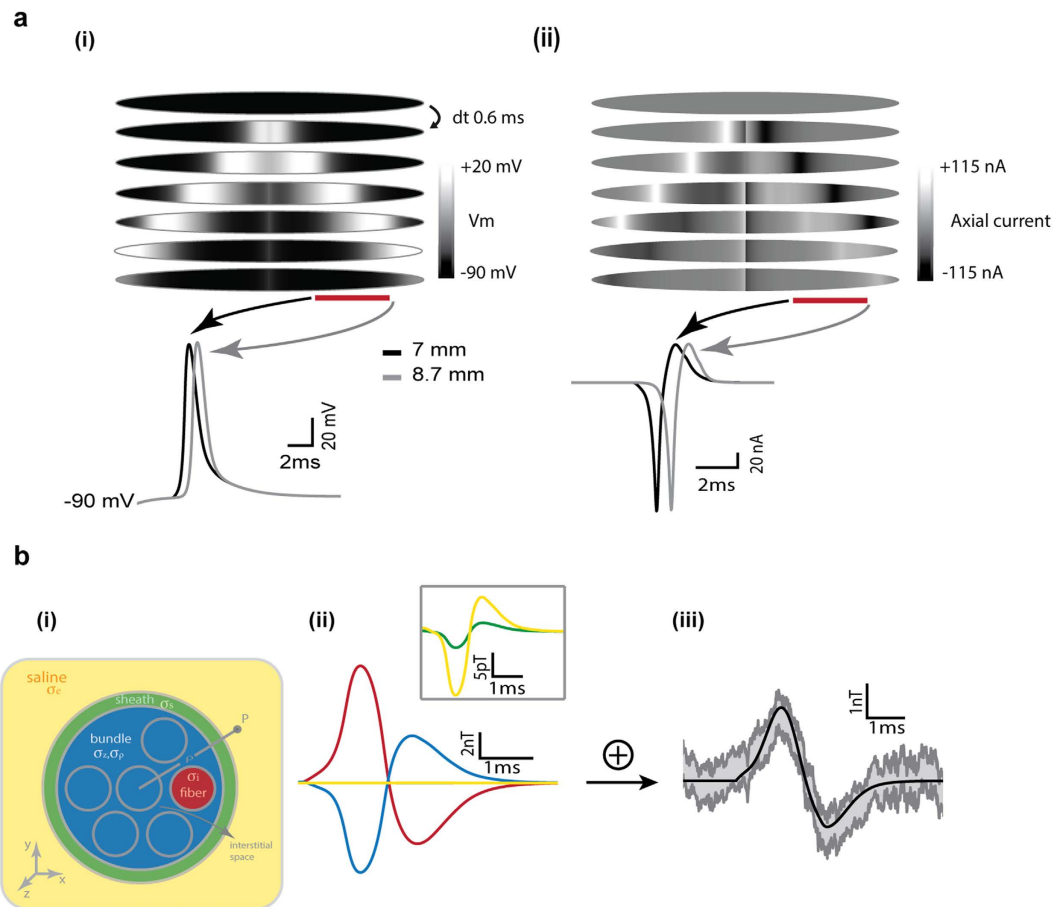 a
(i)
(ii)
dt 0.6 ms
+20 mV
Vm
-90 mV
+115 nA
Axial current
-115 nA
7 mm
8.7 mm
20 mV
2ms
-90 mV
20 nA
2ms
b
(i)
(ii)
(iii)
saline
σe
sheath σs
P
bundle
σz,σρ
ρ
σi
fiber
interstitial
space
y
x
z
5pT
1ms
2nT
1ms
1nT
1ms